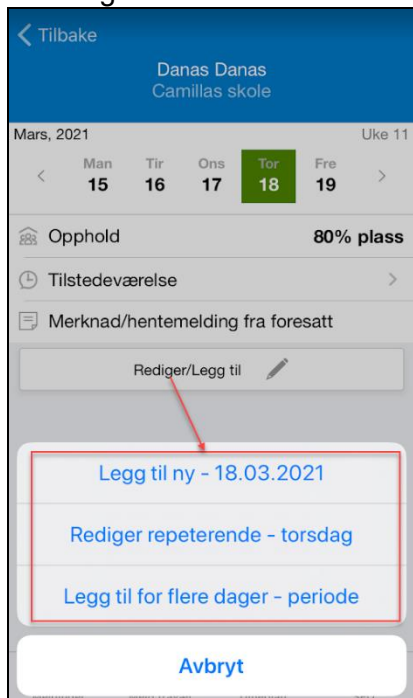 Tilbake
Danas Danas
Camillas skole
Mars, 2021 Uke 11
Man Tir Ons Tor Fre
15 16 17 18 19
Opphold 80% plass
Tilstedeværelse
Merknad/hentemelding fra foresatt
Rediger/Legg til
Legg til ny - 18.03.2021
Rediger repeterende - torsdag
Legg til for flere dager - periode
Avbryt